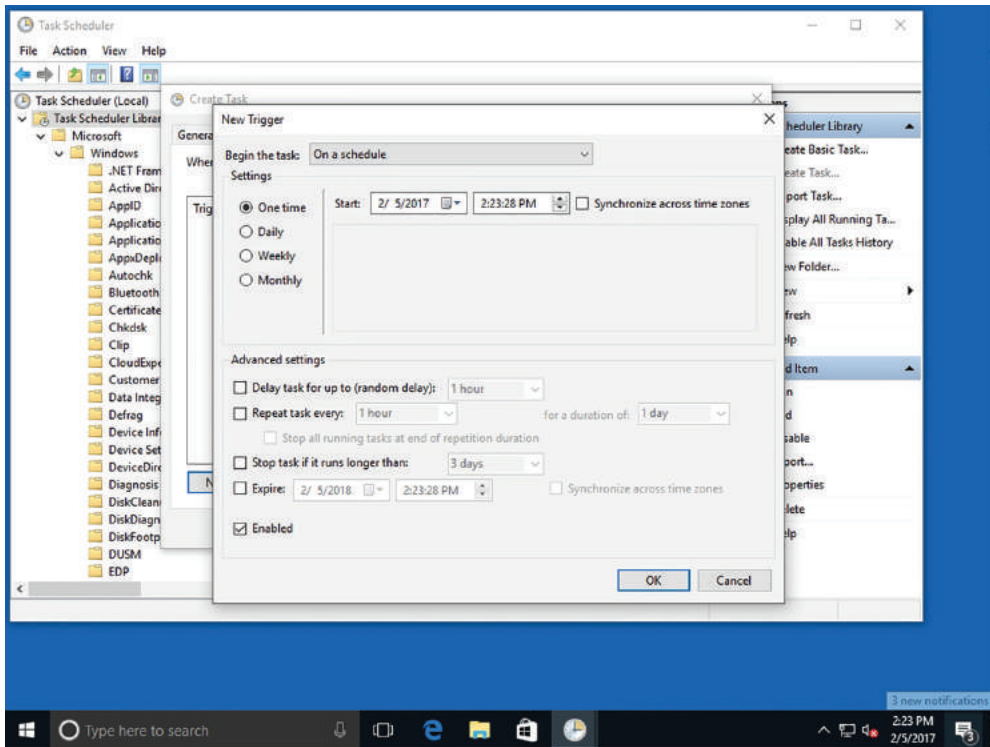 Task Scheduler
File Action View Help
Task Scheduler (Local)
Task Scheduler Librar
Microsoft
Windows
.NET Fram
Active Dire
AppID
Applicatio
Applicatio
AppxDepl
Autochk
Bluetooth
Certificate
Chkdsk
Clip
CloudExpe
Customer
Data Integ
Defrag
Device Inf
Device Set
DeviceDire
Diagnosis
DiskClean
DiskDiagn
DiskFootp
DUSM
EDP
Create Task
Genera
Wher
Trig
N
New Trigger
Begin the task: On a schedule
Settings
One time
Daily
Weekly
Monthly
Start: 2/ 5/2017 2:23:28 PM Synchronize across time zones
Advanced settings
Delay task for up to (random delay): 1 hour
Repeat task every: 1 hour for a duration of: 1 day
Stop all running tasks at end of repetition duration
Stop task if it runs longer than: 3 days
Expire: 2/ 5/2018 2:23:28 PM Synchronize across time zones
Enabled
OK Cancel
heduler Library
eate Basic Task...
eate Task...
port Task...
splay All Running Ta...
able All Tasks History
ew Folder...
ew
fresh
elp
d Item
n
d
sable
port...
operties
lete
elp
3 new notifications
Type here to search
2:23 PM
2/5/2017
3